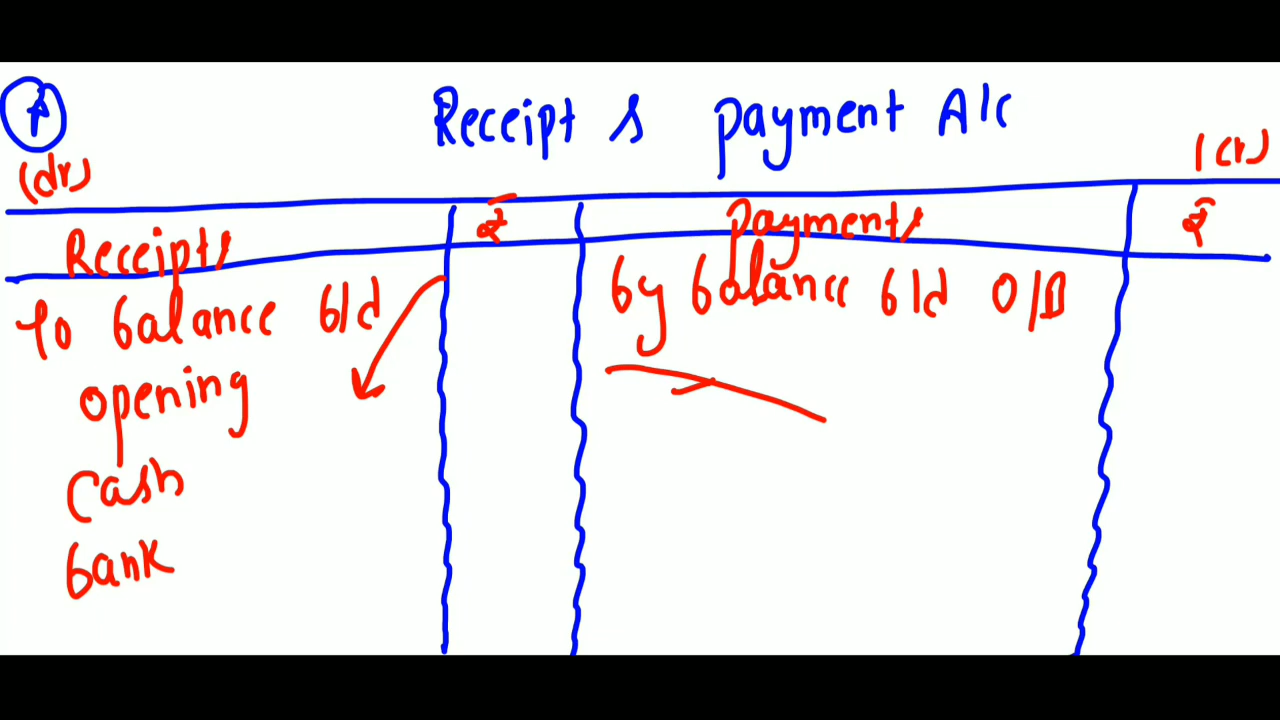 Receipt & payment A/c
(dr) (cr)
Receipts ₹ payments ₹
To balance b/d by balance b/d O/D
opening
cash
bank